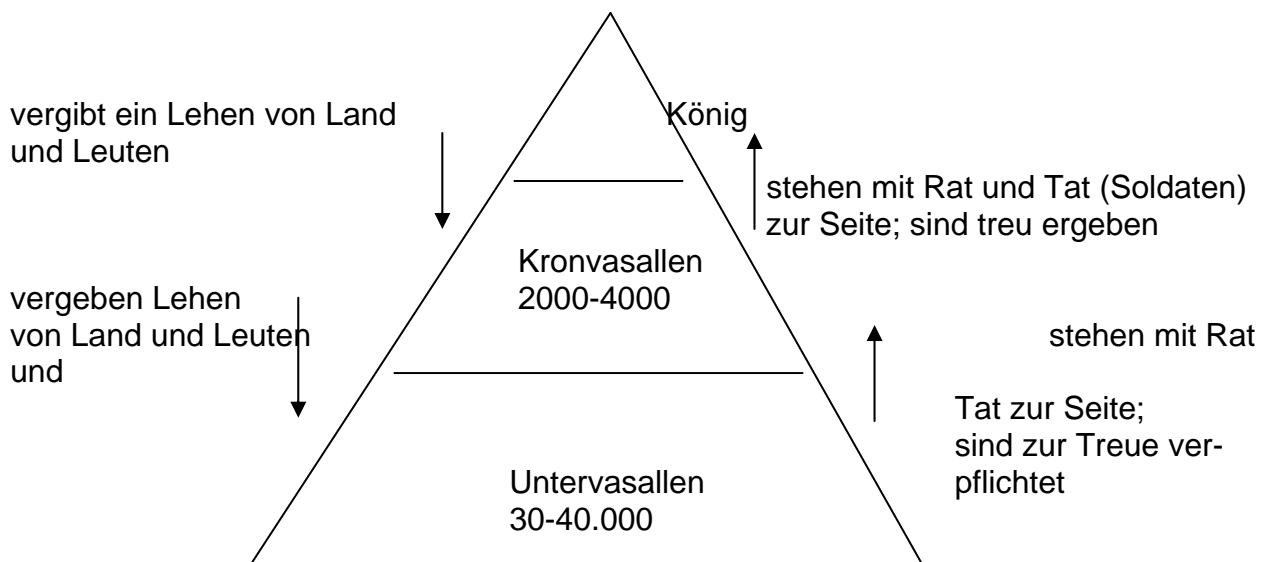 vergibt ein Lehen von Land
und Leuten
König
stehen mit Rat und Tat (Soldaten)
zur Seite; sind treu ergeben
Kronvasallen
2000-4000
vergeben Lehen
von Land und Leuten
und
stehen mit Rat
Tat zur Seite;
sind zur Treue ver-
pflichtet
Untervasallen
30-40.000